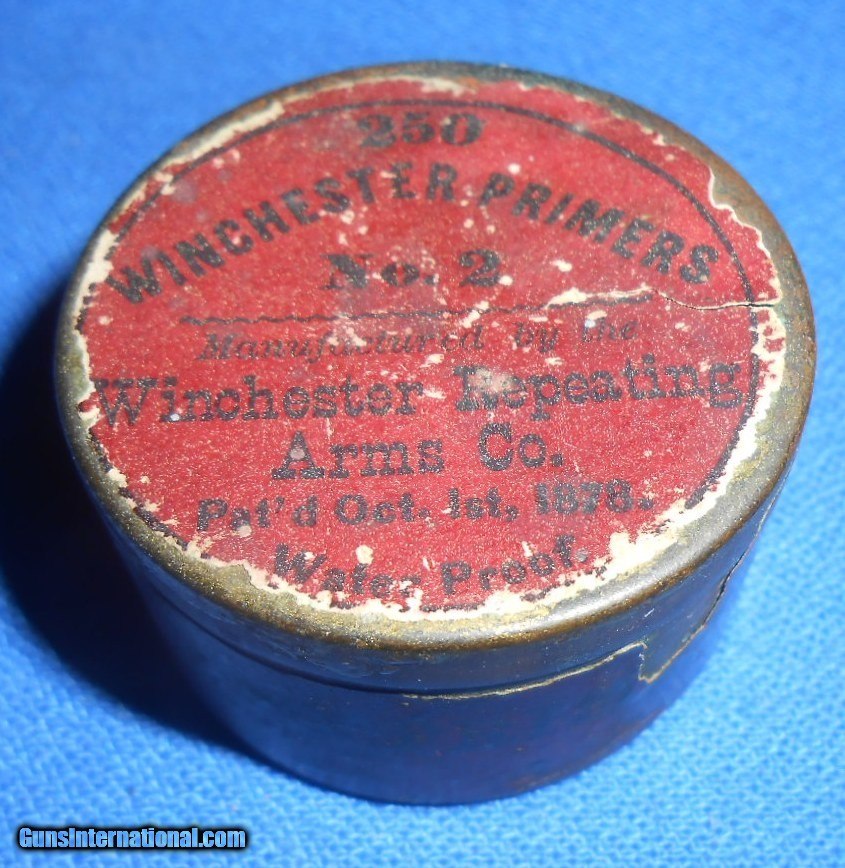 250
WINCHESTER PRIMERS
No. 2
Manufactured by the
Winchester Repeating
Arms Co.
Pat'd Oct. 1st, 1878.
Water Proof.
GunsInternational.com